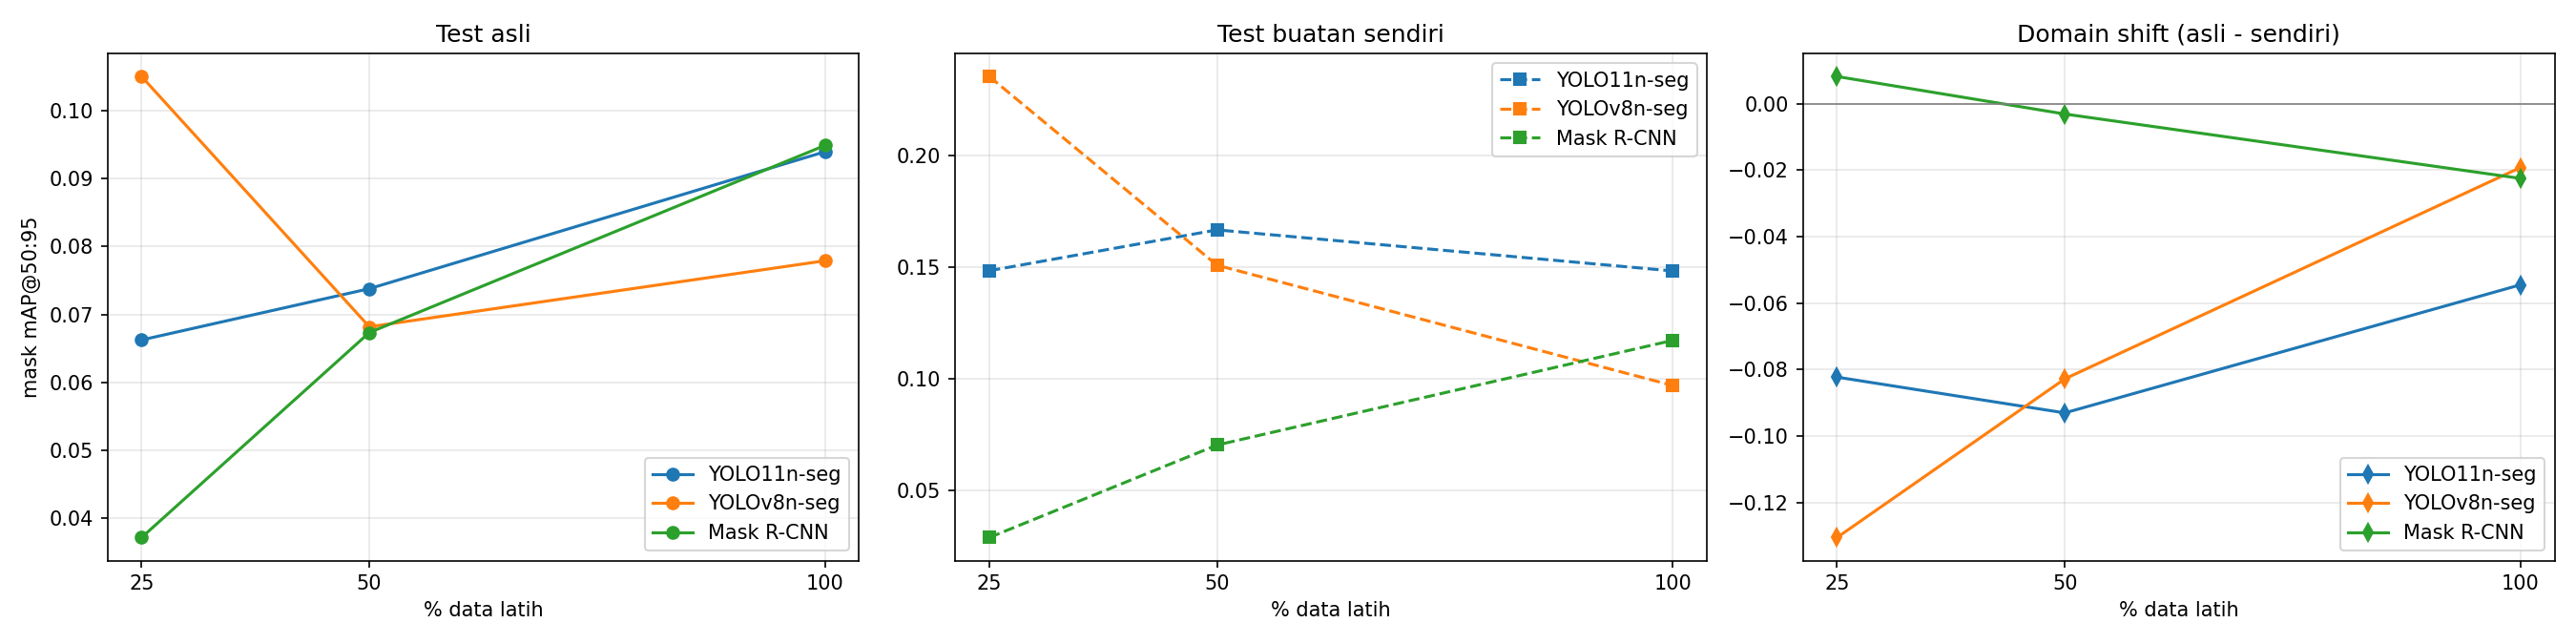 Test asli
mask mAP@50:95
0.10
0.09
0.08
0.07
0.06
0.05
0.04
25
50
100
% data latih
YOLO11n-seg
YOLOv8n-seg
Mask R-CNN
Test buatan sendiri
0.20
0.15
0.10
0.05
25
50
100
% data latih
YOLO11n-seg
YOLOv8n-seg
Mask R-CNN
Domain shift (asli - sendiri)
0.00
−0.02
−0.04
−0.06
−0.08
−0.10
−0.12
25
50
100
% data latih
YOLO11n-seg
YOLOv8n-seg
Mask R-CNN